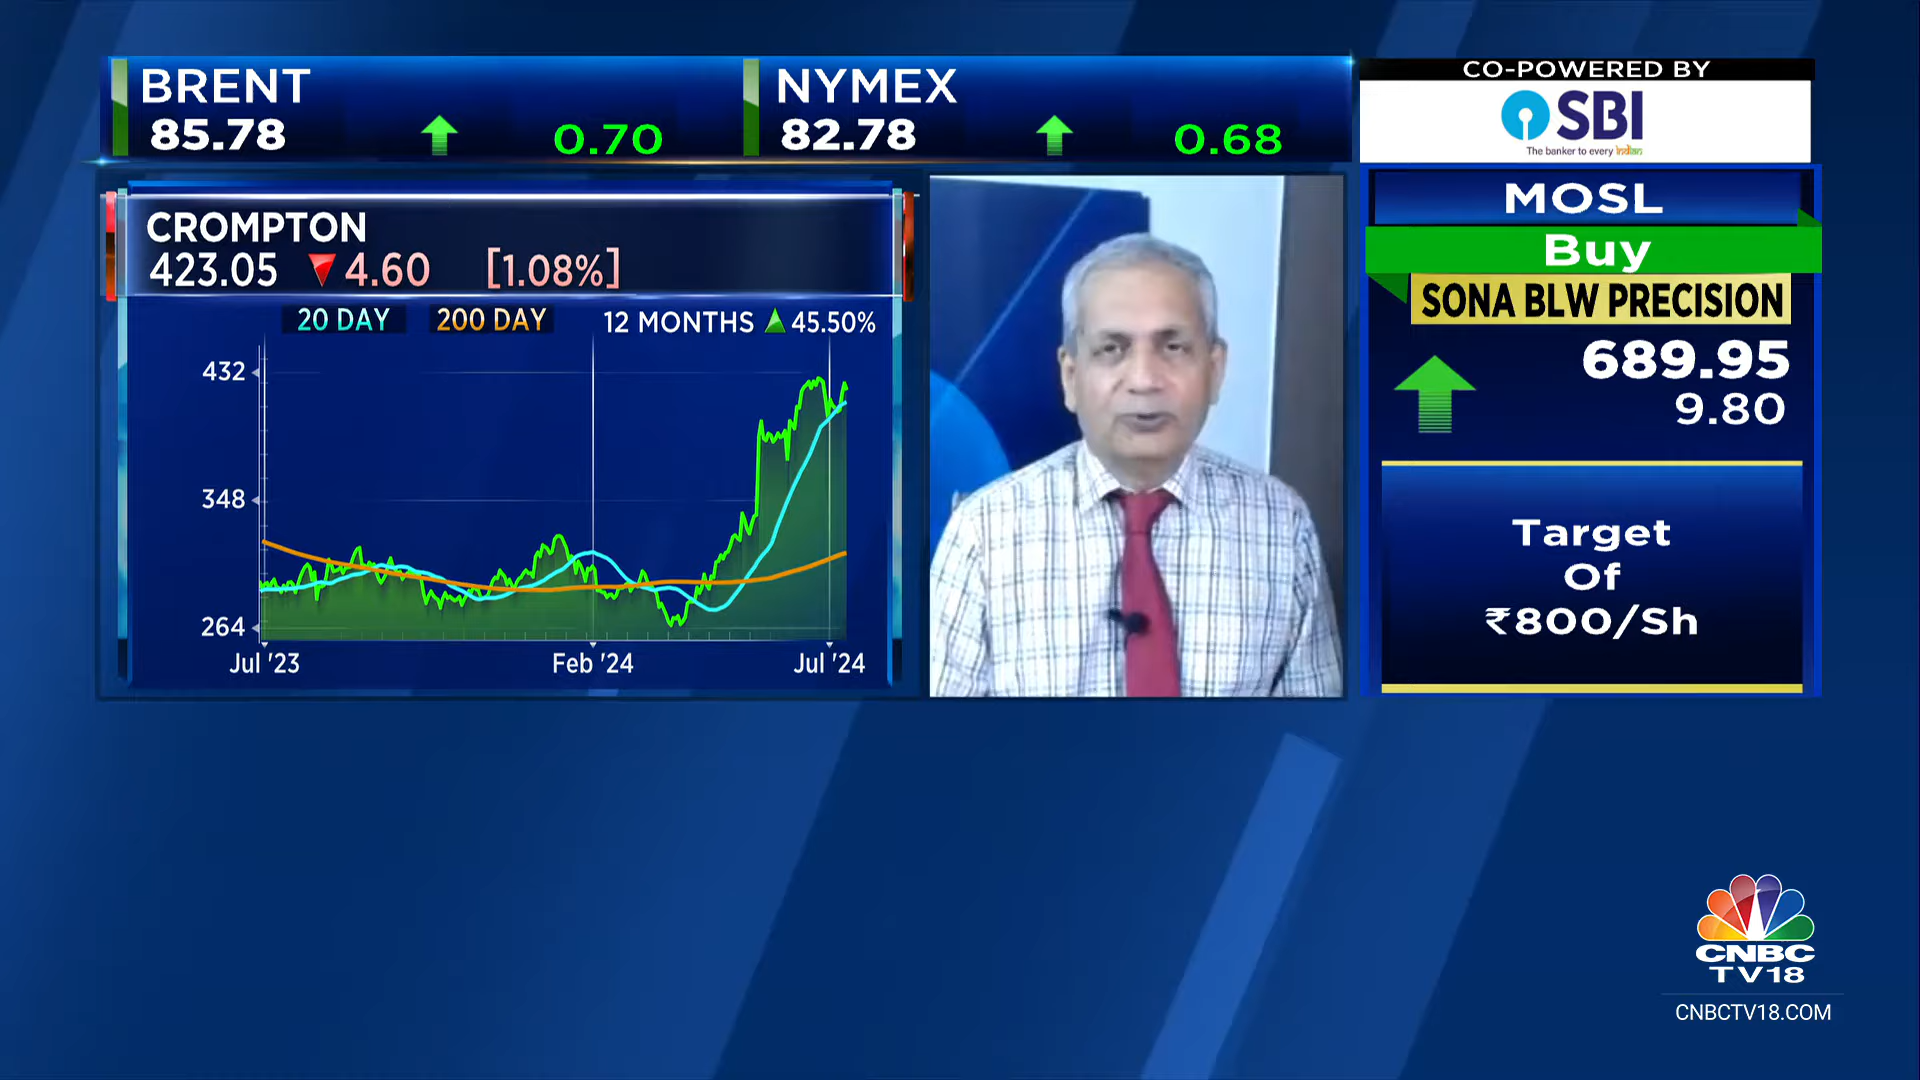 BRENT
85.78 0.70
NYMEX
82.78 0.68
CO-POWERED BY
SBI
The banker to every indian
CROMPTON
423.05 4.60 [1.08%]
20 DAY 200 DAY 12 MONTHS 45.50%
432
348
264
Jul '23 Feb '24 Jul '24
MOSL
Buy
SONA BLW PRECISION
689.95
9.80
Target
Of
₹800/Sh
CNBC
TV18
CNBCTV18.COM